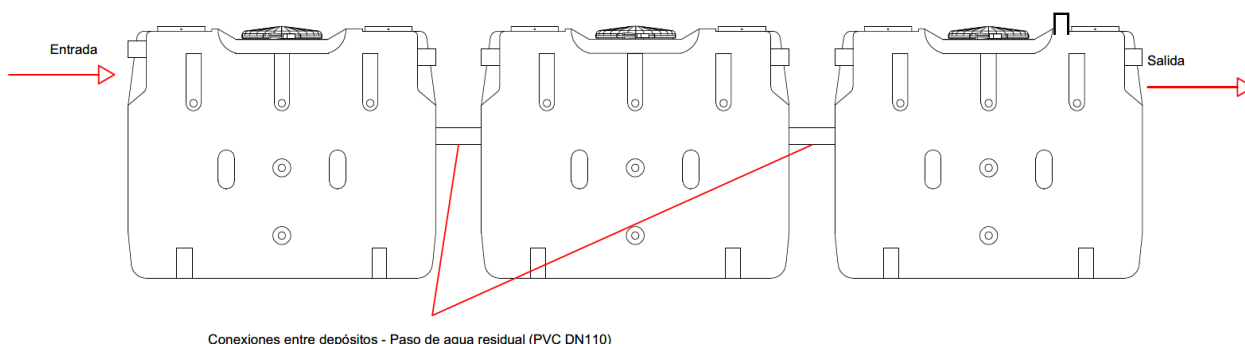 Entrada
Salida
Conexiones entre depósitos - Paso de agua residual (PVC DN110)